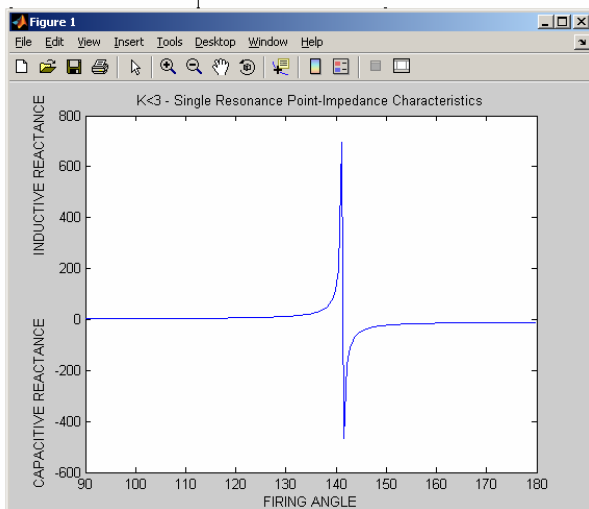 Figure 1
File Edit View Insert Tools Desktop Window Help
K<3 - Single Resonance Point-Impedance Characteristics
INDUCTIVE REACTANCE
CAPACITIVE REACTANCE
800
600
400
200
0
-200
-400
-600
90 100 110 120 130 140 150 160 170 180
FIRING ANGLE